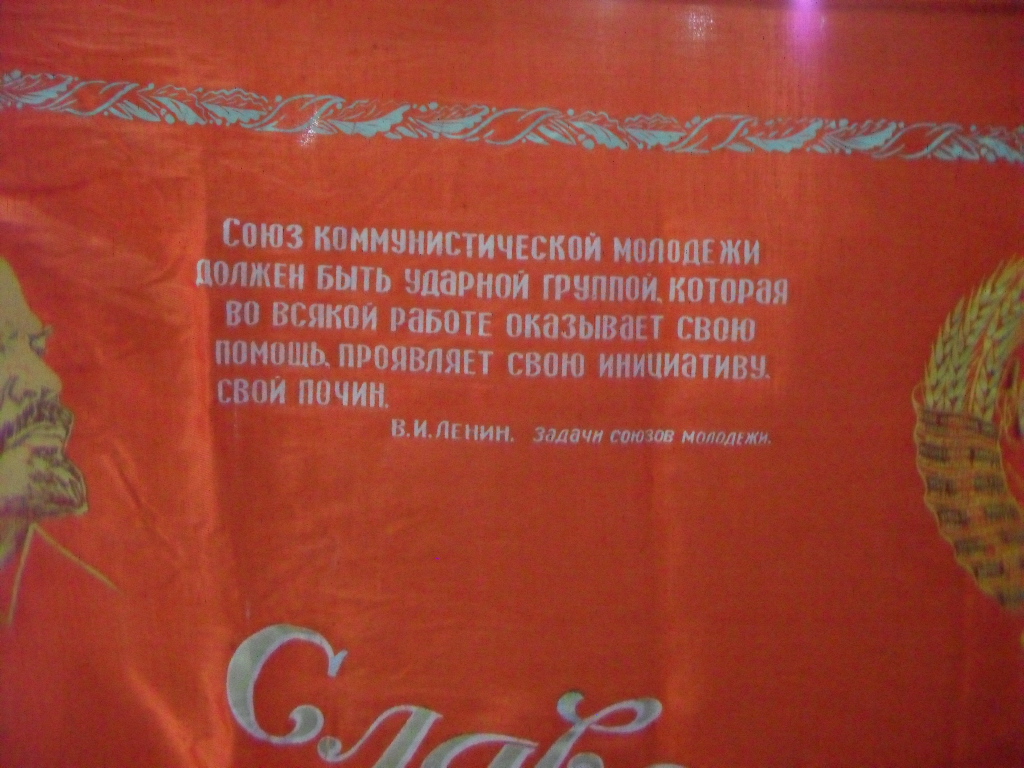 Союз коммунистической молодежи
должен быть ударной группой, которая
во всякой работе оказывает свою
помощь, проявляет свою инициативу,
свой почин.
В.И.Ленин. Задачи союзов молодежи.